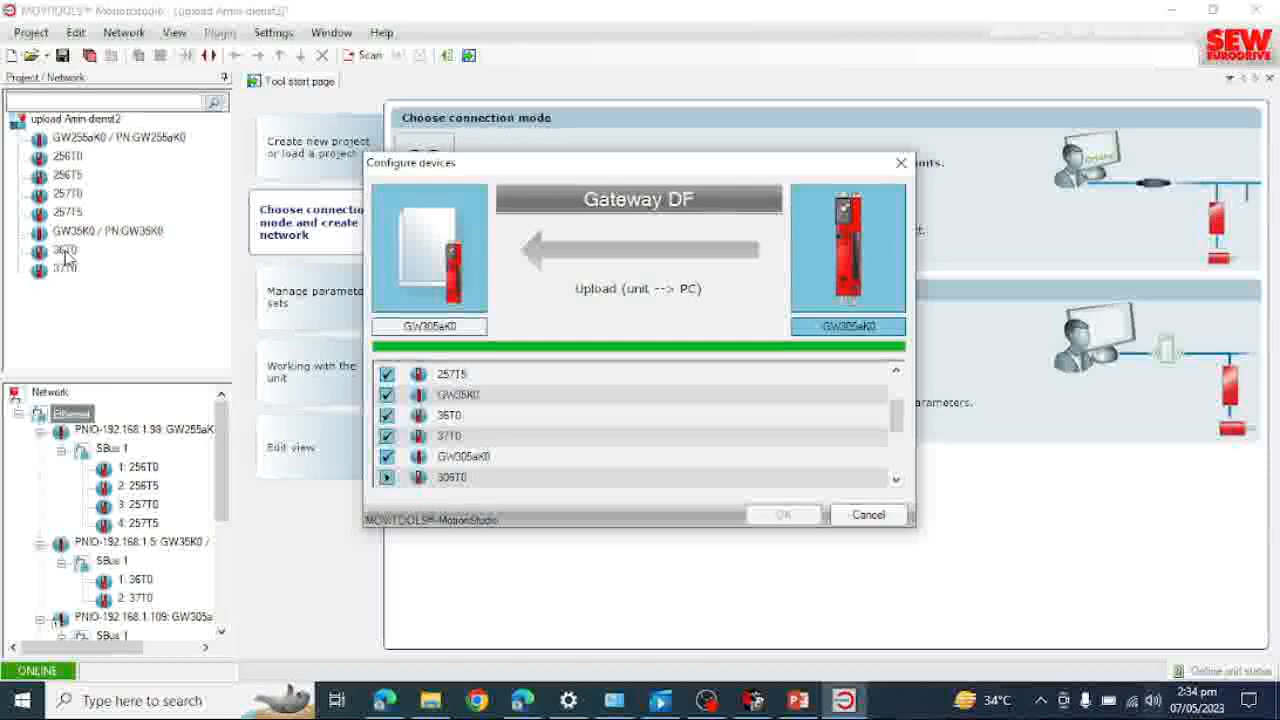 MOVITOOLS® MotionStudio - [upload Amin-dienst2]*
Project Edit Network View Plugin Settings Window Help
Scan
SEW
EURODRIVE
Project / Network
Tool start page
upload Amin-dienst2
GW255aK0 / PN:GW255aK0
256T0
256T5
257T0
257T5
GW35K0 / PN:GW35K0
36T0
37T0
Create new project
or load a project
Choose connection
mode and create
network
Manage parameter
sets
Working with the
unit
Edit view
Choose connection mode
arameters.
Configure devices
Gateway DF
Upload (unit --> PC)
GW305aK0
GW305aK0
257T5
GW35K0
36T0
37T0
GW305aK0
306T0
OK
Cancel
MOVITOOLS®-MotionStudio
Network
Ethernet
PNIO-192.168.1.98: GW255aK
SBus 1
1: 256T0
2: 256T5
3: 257T0
4: 257T5
PNIO-192.168.1.5: GW35K0 /
SBus 1
1: 36T0
2: 37T0
PNIO-192.168.1.109: GW305a
SBus 1
ONLINE
Online unit status
Type here to search
34°C
2:34 pm
07/05/2023